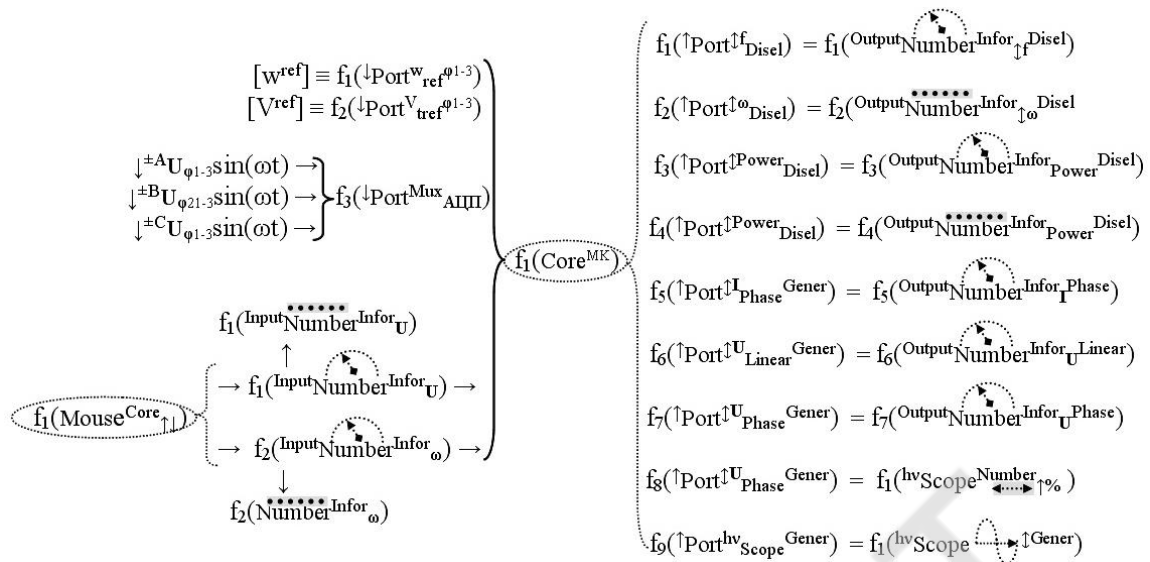 [w^ref] ≡ f₁(^↓Port^w_ref^φ1-3)
[V^ref] ≡ f₂(^↓Port^V_tref^φ1-3)
↓^±A U_φ1-3 sin(ωt) →
↓^±B U_φ21-3 sin(ωt) →
↓^±C U_φ1-3 sin(ωt) →
f₃(^↓Port^Mux_АЦП)
f₁(^Input Number^Infor_U)
↑
→ f₁(^Input Number^Infor_U) →
f₁(Mouse^Core_↑↓)
→ f₂(^Input Number^Infor_ω) →
↓
f₂(Number^Infor_ω)
f₁(Core^MK)
f₁(^↑Port^↕f_Disel) = f₁(^Output Number^Infor_↕f^Disel)
f₂(^↑Port^↕ω_Disel) = f₂(^Output Number^Infor_↕ω^Disel
f₃(^↑Port^↕Power_Disel) = f₃(^Output Number^Infor_Power^Disel)
f₄(^↑Port^↕Power_Disel) = f₄(^Output Number^Infor_Power^Disel)
f₅(^↑Port^↕I_Phase^Gener) = f₅(^Output Number^Infor_I^Phase)
f₆(^↑Port^↕U_Linear^Gener) = f₆(^Output Number^Infor_U^Linear)
f₇(^↑Port^↕U_Phase^Gener) = f₇(^Output Number^Infor_U^Phase)
f₈(^↑Port^↕U_Phase^Gener) = f₁(^hν Scope^Number_↑%)
f₉(^↑Port^hν_Scope^Gener) = f₁(^hν Scope ^↕Gener)